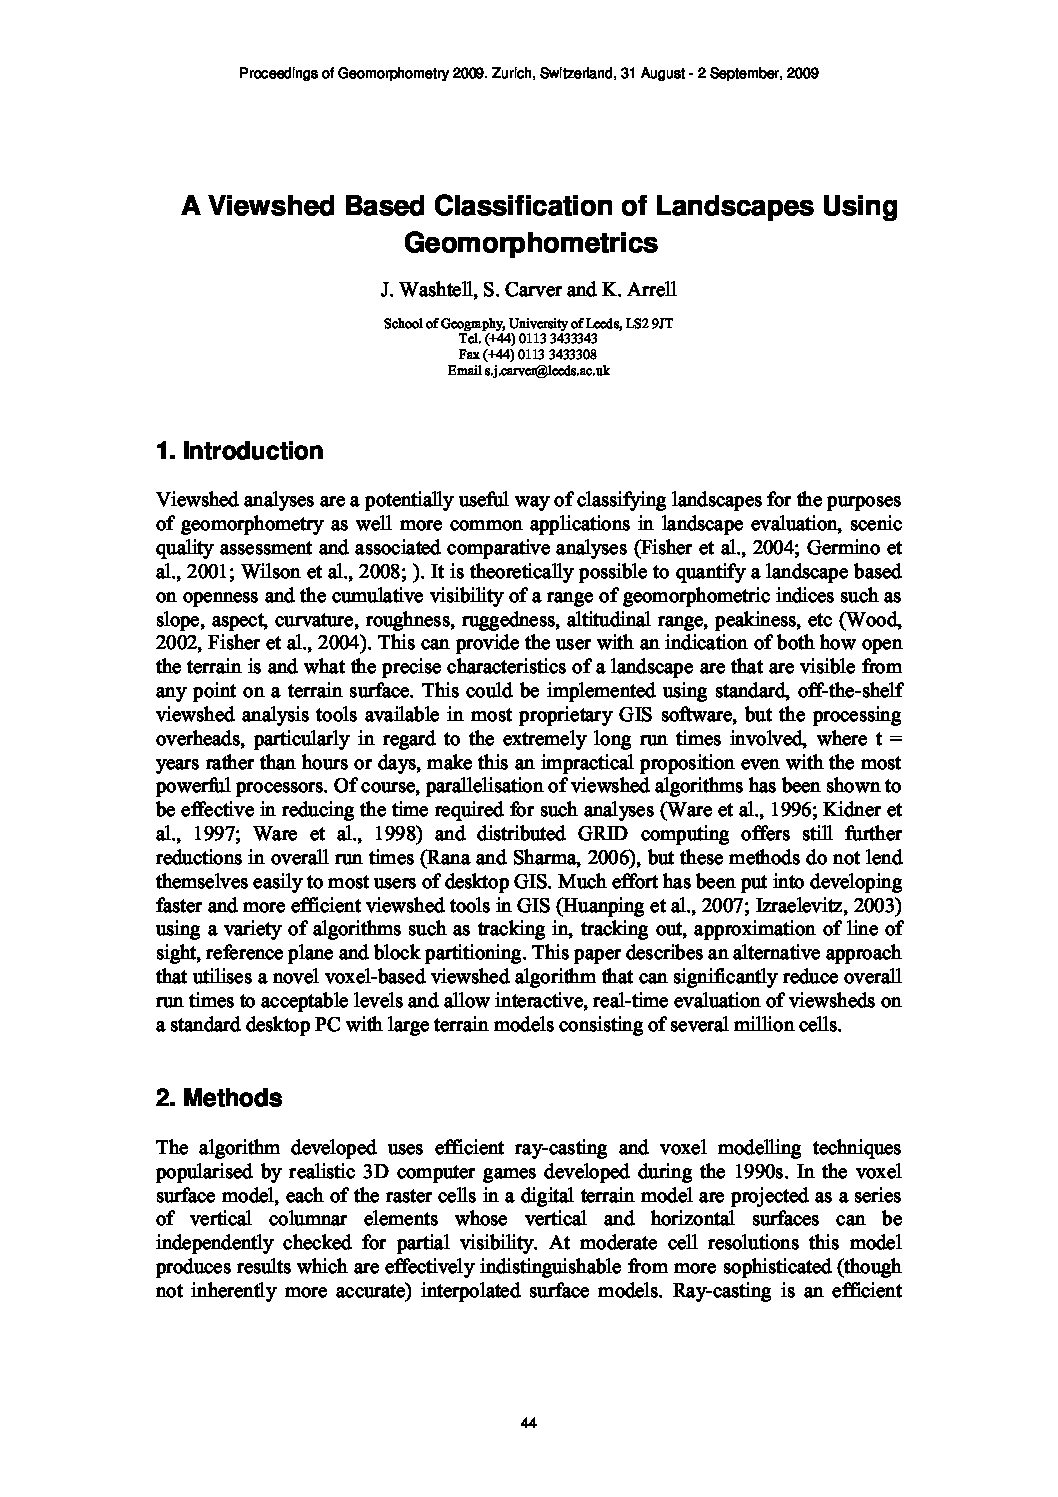 Proceedings of Geomorphometry 2009. Zurich, Switzerland, 31 August - 2 September, 2009
A Viewshed Based Classification of Landscapes Using
Geomorphometrics
J. Washtell, S. Carver and K. Arrell
School of Geography, University of Leeds, LS2 9JT
Tel. (+44) 0113 3433343
Fax (+44) 0113 3433308
Email s.j.carver@leeds.ac.uk
1. Introduction
Viewshed analyses are a potentially useful way of classifying landscapes for the purposes
of geomorphometry as well more common applications in landscape evaluation, scenic
quality assessment and associated comparative analyses (Fisher et al., 2004; Germino et
al., 2001; Wilson et al., 2008; ). It is theoretically possible to quantify a landscape based
on openness and the cumulative visibility of a range of geomorphometric indices such as
slope, aspect, curvature, roughness, ruggedness, altitudinal range, peakiness, etc (Wood,
2002, Fisher et al., 2004). This can provide the user with an indication of both how open
the terrain is and what the precise characteristics of a landscape are that are visible from
any point on a terrain surface. This could be implemented using standard, off-the-shelf
viewshed analysis tools available in most proprietary GIS software, but the processing
overheads, particularly in regard to the extremely long run times involved, where t =
years rather than hours or days, make this an impractical proposition even with the most
powerful processors. Of course, parallelisation of viewshed algorithms has been shown to
be effective in reducing the time required for such analyses (Ware et al., 1996; Kidner et
al., 1997; Ware et al., 1998) and distributed GRID computing offers still further
reductions in overall run times (Rana and Sharma, 2006), but these methods do not lend
themselves easily to most users of desktop GIS. Much effort has been put into developing
faster and more efficient viewshed tools in GIS (Huanping et al., 2007; Izraelevitz, 2003)
using a variety of algorithms such as tracking in, tracking out, approximation of line of
sight, reference plane and block partitioning. This paper describes an alternative approach
that utilises a novel voxel-based viewshed algorithm that can significantly reduce overall
run times to acceptable levels and allow interactive, real-time evaluation of viewsheds on
a standard desktop PC with large terrain models consisting of several million cells.
2. Methods
The algorithm developed uses efficient ray-casting and voxel modelling techniques
popularised by realistic 3D computer games developed during the 1990s. In the voxel
surface model, each of the raster cells in a digital terrain model are projected as a series
of vertical columnar elements whose vertical and horizontal surfaces can be
independently checked for partial visibility. At moderate cell resolutions this model
produces results which are effectively indistinguishable from more sophisticated (though
not inherently more accurate) interpolated surface models. Ray-casting is an efficient
44